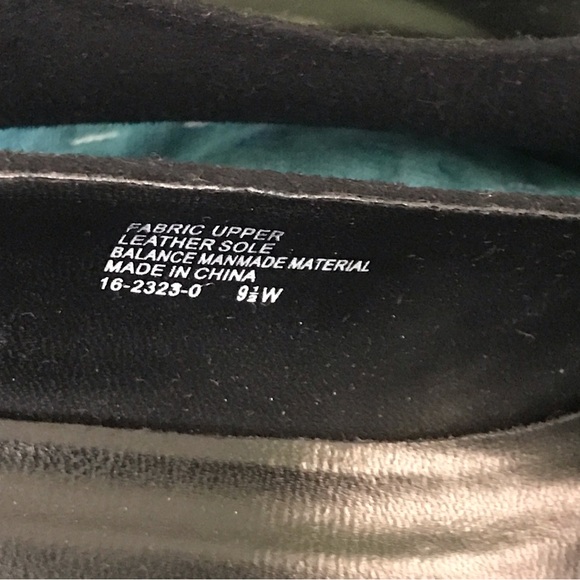 FABRIC UPPER
LEATHER SOLE
BALANCE MANMADE MATERIAL
MADE IN CHINA
16-2323-0 9½W